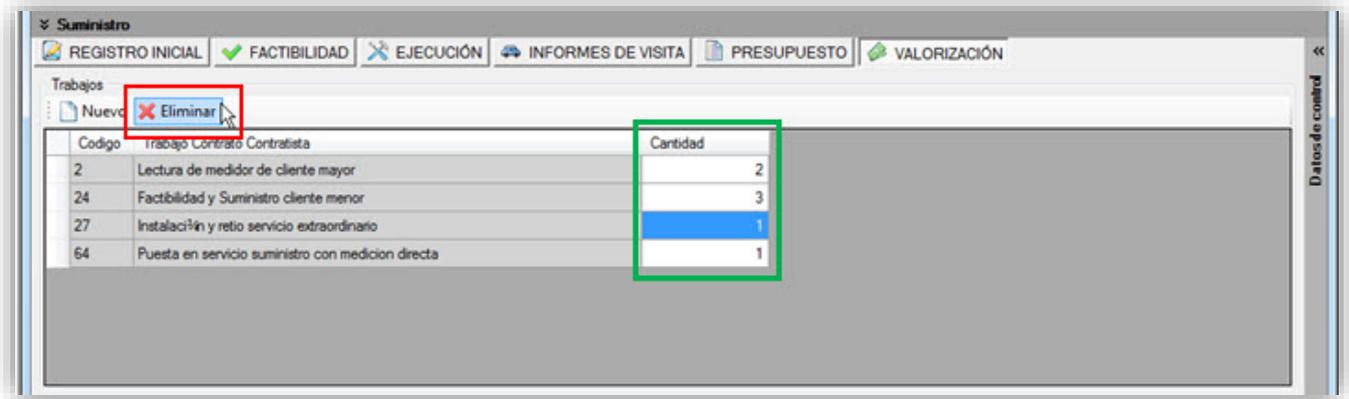 Suministro
REGISTRO INICIAL FACTIBILIDAD EJECUCIÓN INFORMES DE VISITA PRESUPUESTO VALORIZACIÓN
Trabajos
Nuevo Eliminar
Codigo Trabajo Contrato Contratista Cantidad
2 Lectura de medidor de cliente mayor 2
24 Factibilidad y Suministro cliente menor 3
27 Instalaci¾n y retio servicio extraordinario 1
64 Puesta en servicio suministro con medicion directa 1
Datos de control